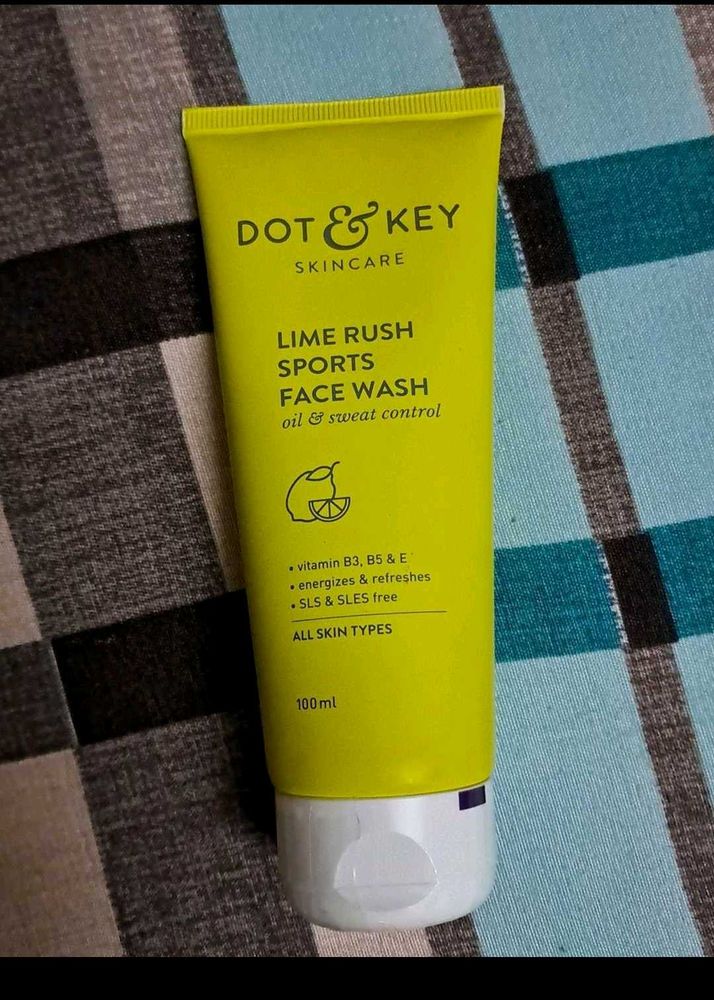 DOT & KEY
SKINCARE
LIME RUSH
SPORTS
FACE WASH
oil & sweat control
• vitamin B3, B5 & E
• energizes & refreshes
• SLS & SLES free
ALL SKIN TYPES
100ml